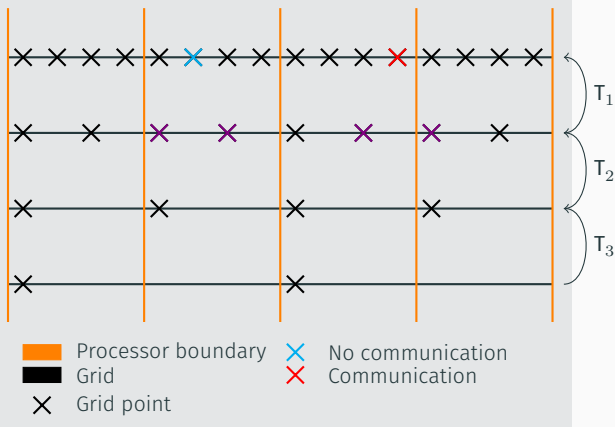 T₁
T₂
T₃
Processor boundary
No communication
Grid
Communication
Grid point